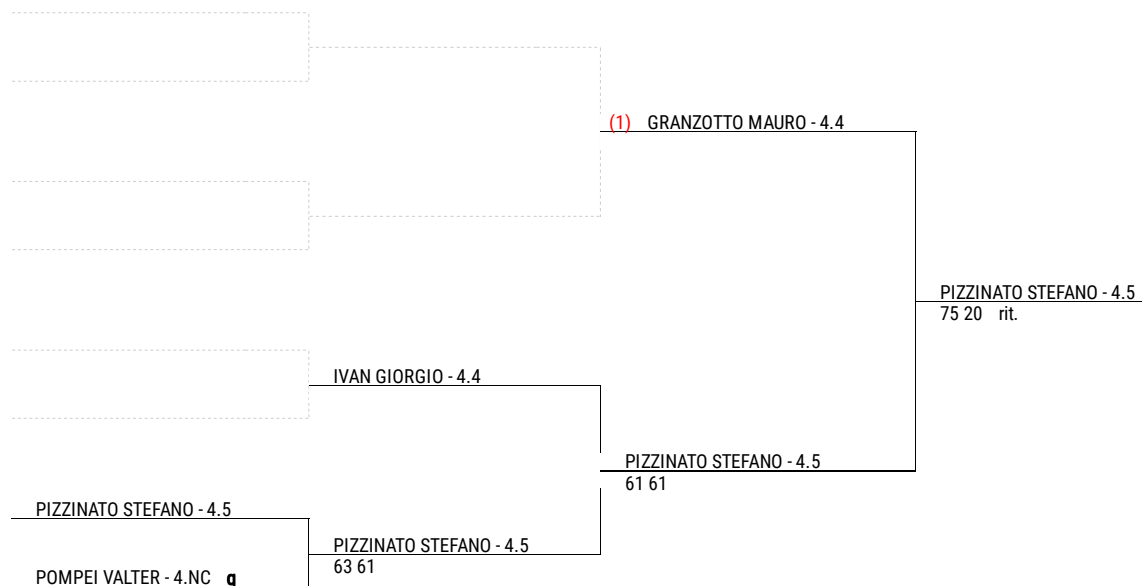 (1) GRANZOTTO MAURO - 4.4
PIZZINATO STEFANO - 4.5
75 20 rit.
IVAN GIORGIO - 4.4
PIZZINATO STEFANO - 4.5
61 61
PIZZINATO STEFANO - 4.5
PIZZINATO STEFANO - 4.5
63 61
POMPEI VALTER - 4.NC q